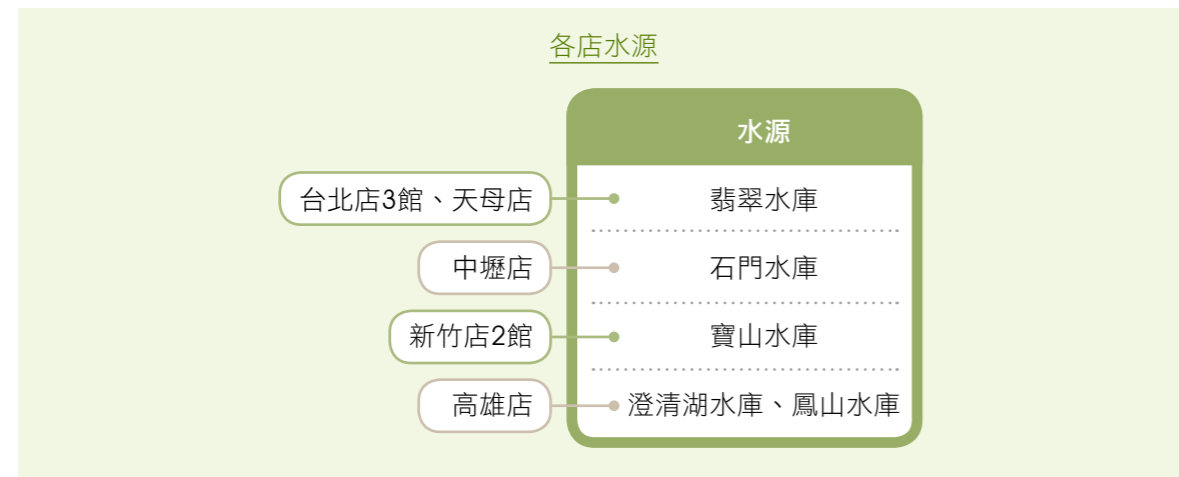 各店水源
水源
台北店3館、天母店 翡翠水庫
中壢店 石門水庫
新竹店2館 寶山水庫
高雄店 澄清湖水庫、鳳山水庫